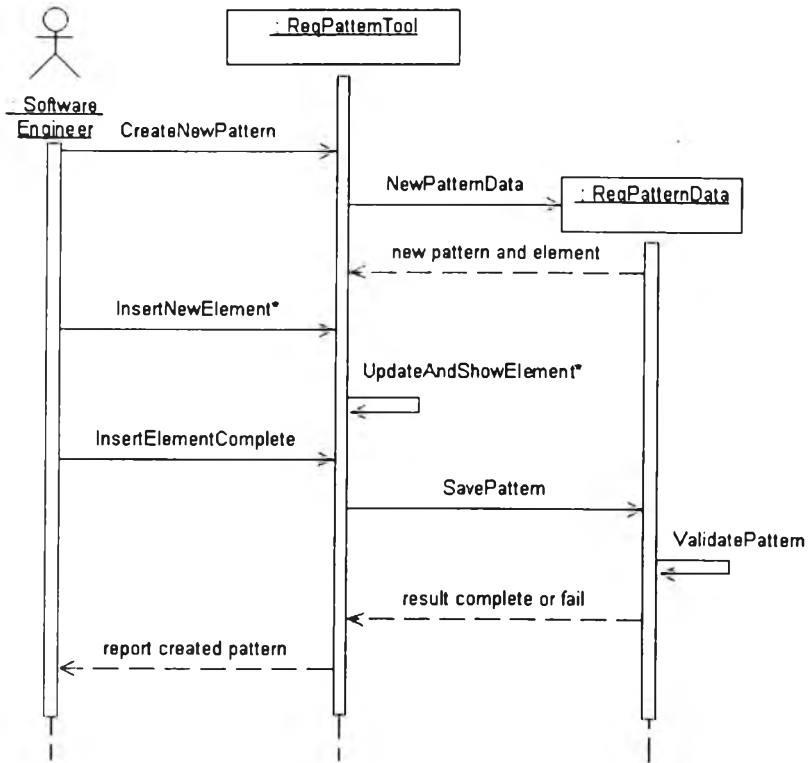 : ReqPatternTool
: Software
Engineer
CreateNewPattern
NewPatternData
: ReqPatternData
new pattern and element
InsertNewElement*
UpdateAndShowElement*
InsertElementComplete
SavePattern
ValidatePattern
result complete or fail
report created pattern